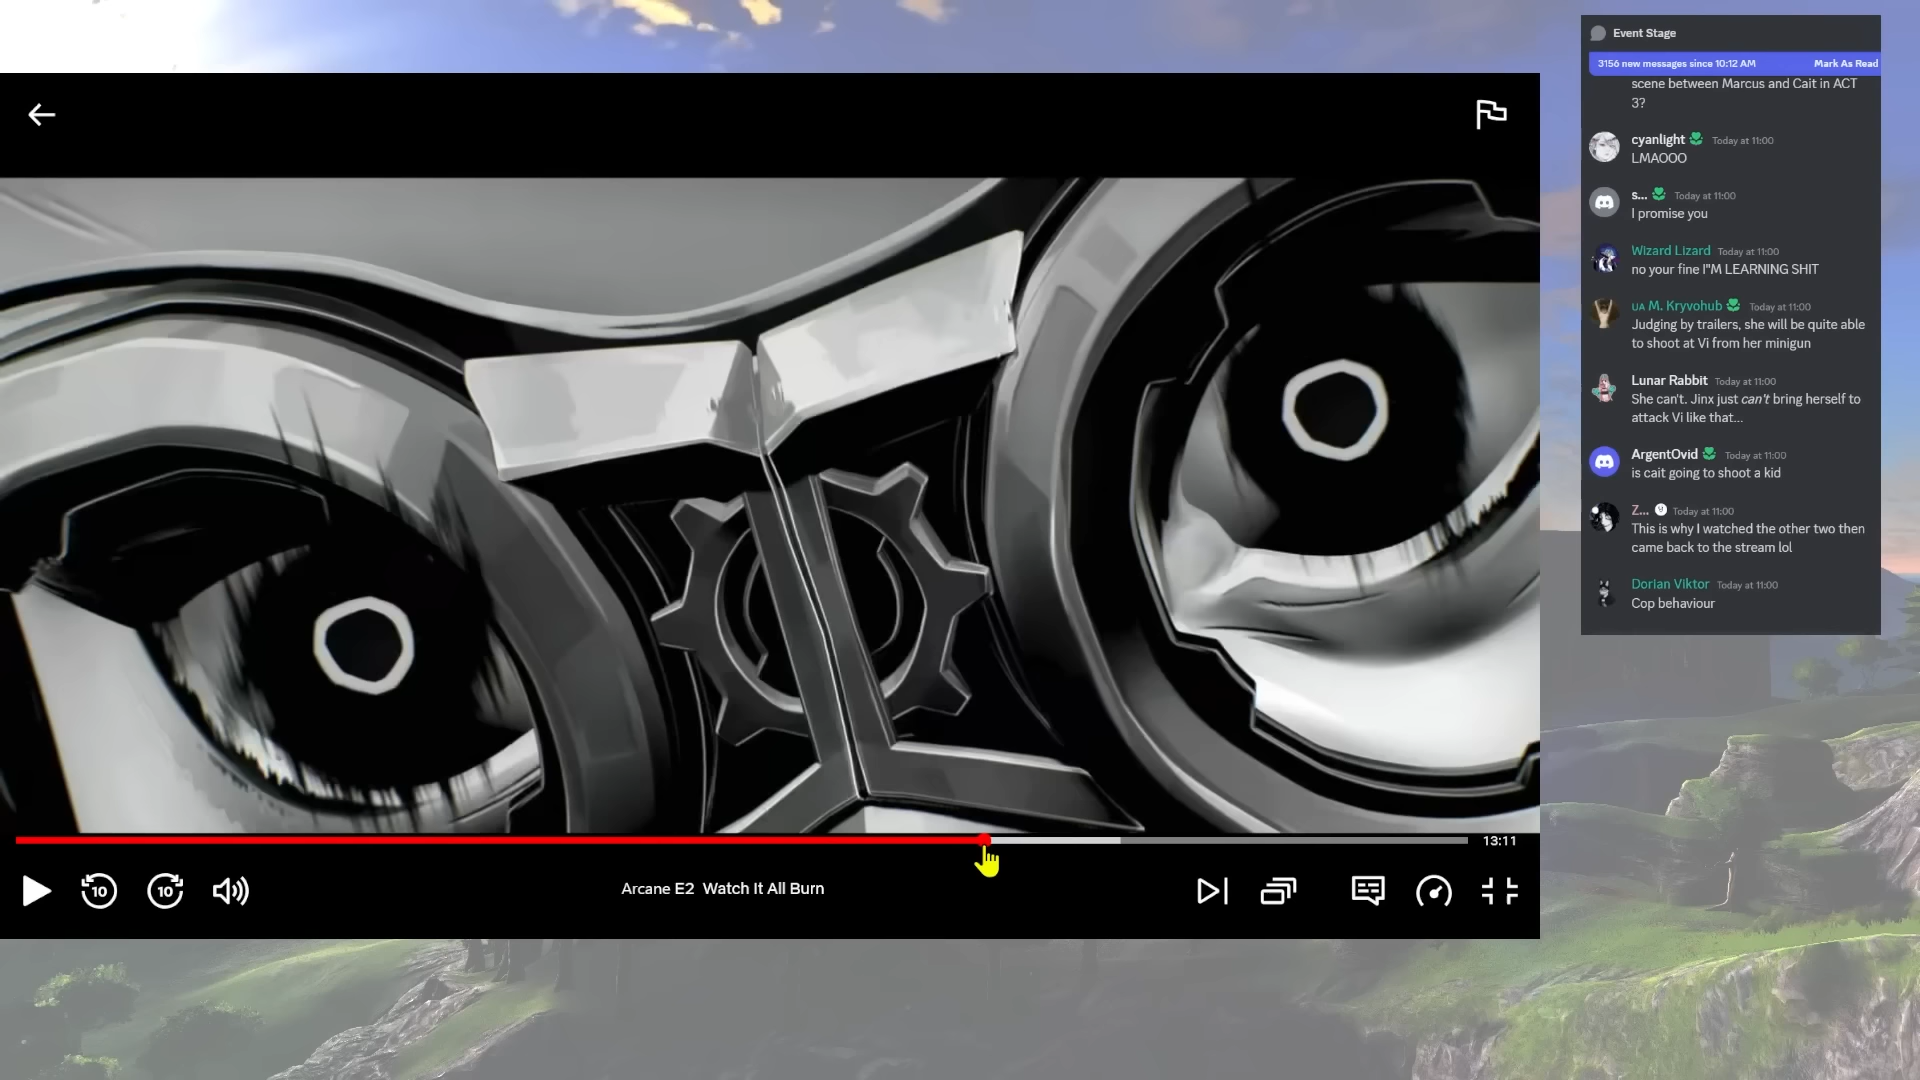 Event Stage
3156 new messages since 10:12 AM Mark As Read
scene between Marcus and Cait in ACT
3?
cyanlight Today at 11:00
LMAOOO
s... Today at 11:00
I promise you
Wizard Lizard Today at 11:00
no your fine I"M LEARNING SHIT
UA M. Kryvohub Today at 11:00
Judging by trailers, she will be quite able
to shoot at Vi from her minigun
Lunar Rabbit Today at 11:00
She can't. Jinx just can't bring herself to
attack Vi like that...
ArgentOvid Today at 11:00
is cait going to shoot a kid
Z... Today at 11:00
This is why I watched the other two then
came back to the stream lol
Dorian Viktor Today at 11:00
Cop behaviour
13:11
10 10 Arcane E2 Watch It All Burn